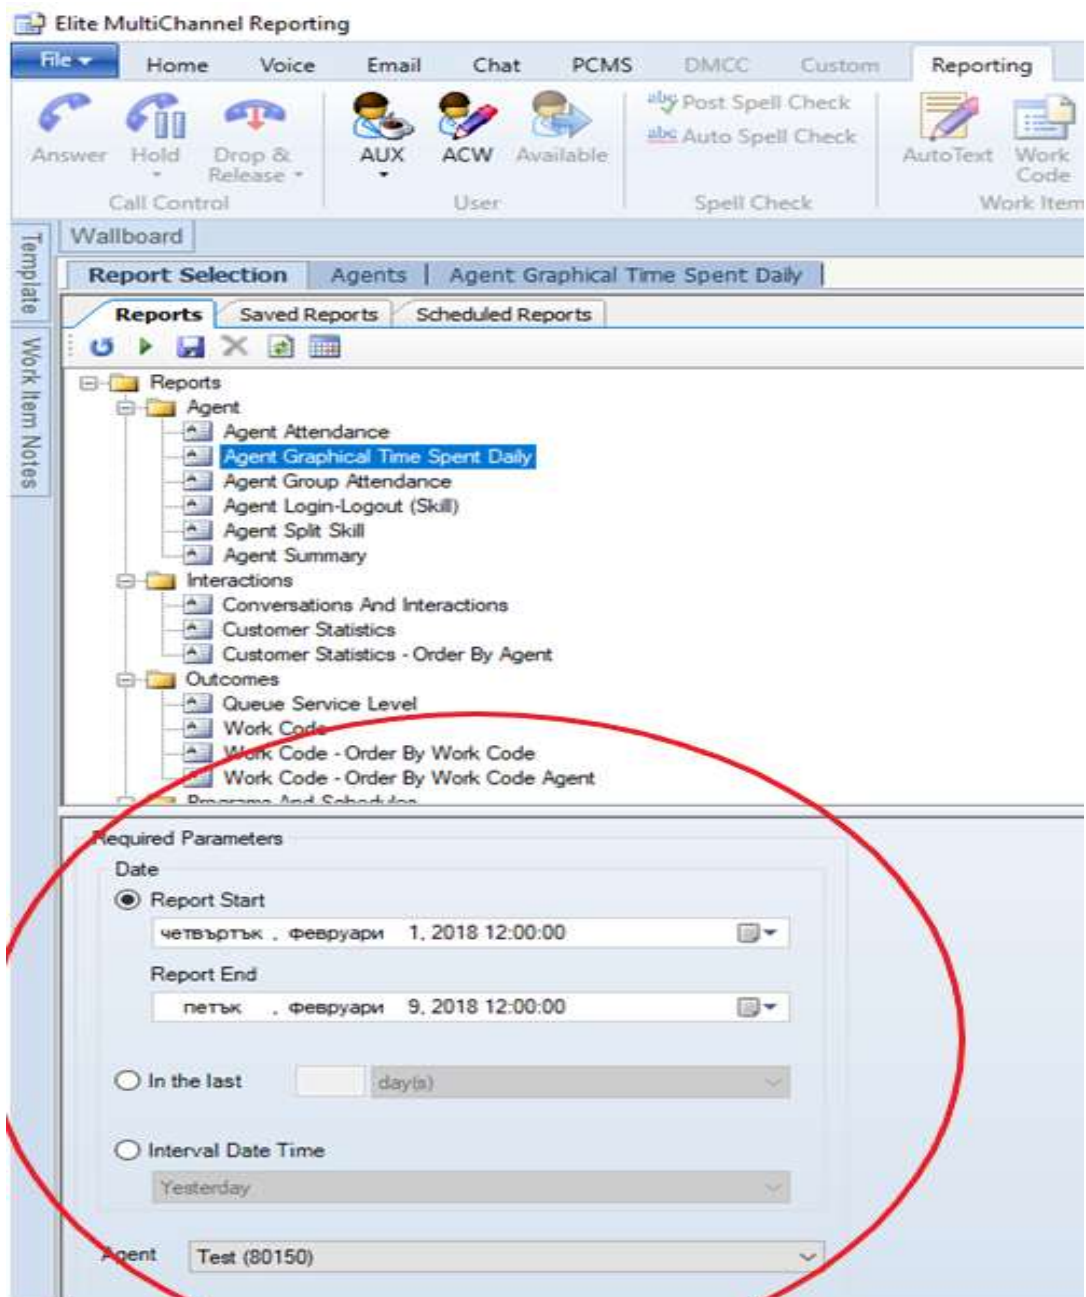 Elite MultiChannel Reporting
File Home Voice Email Chat PCMS DMCC Custom Reporting
abc Post Spell Check
abc Auto Spell Check
Answer Hold Drop & Release AUX ACW Available AutoText Work Code
Call Control User Spell Check Work Item
Template
Work Item Notes
Wallboard
Report Selection Agents | Agent Graphical Time Spent Daily |
Reports Saved Reports Scheduled Reports
Reports
Agent
Agent Attendance
Agent Graphical Time Spent Daily
Agent Group Attendance
Agent Login-Logout (Skill)
Agent Split Skill
Agent Summary
Interactions
Conversations And Interactions
Customer Statistics
Customer Statistics - Order By Agent
Outcomes
Queue Service Level
Work Code
Work Code - Order By Work Code
Work Code - Order By Work Code Agent
Programs And Schedules
Required Parameters
Date
Report Start
четвъртък , февруари 1, 2018 12:00:00
Report End
петък , февруари 9, 2018 12:00:00
In the last day(s)
Interval Date Time
Yesterday
Agent Test (80150)